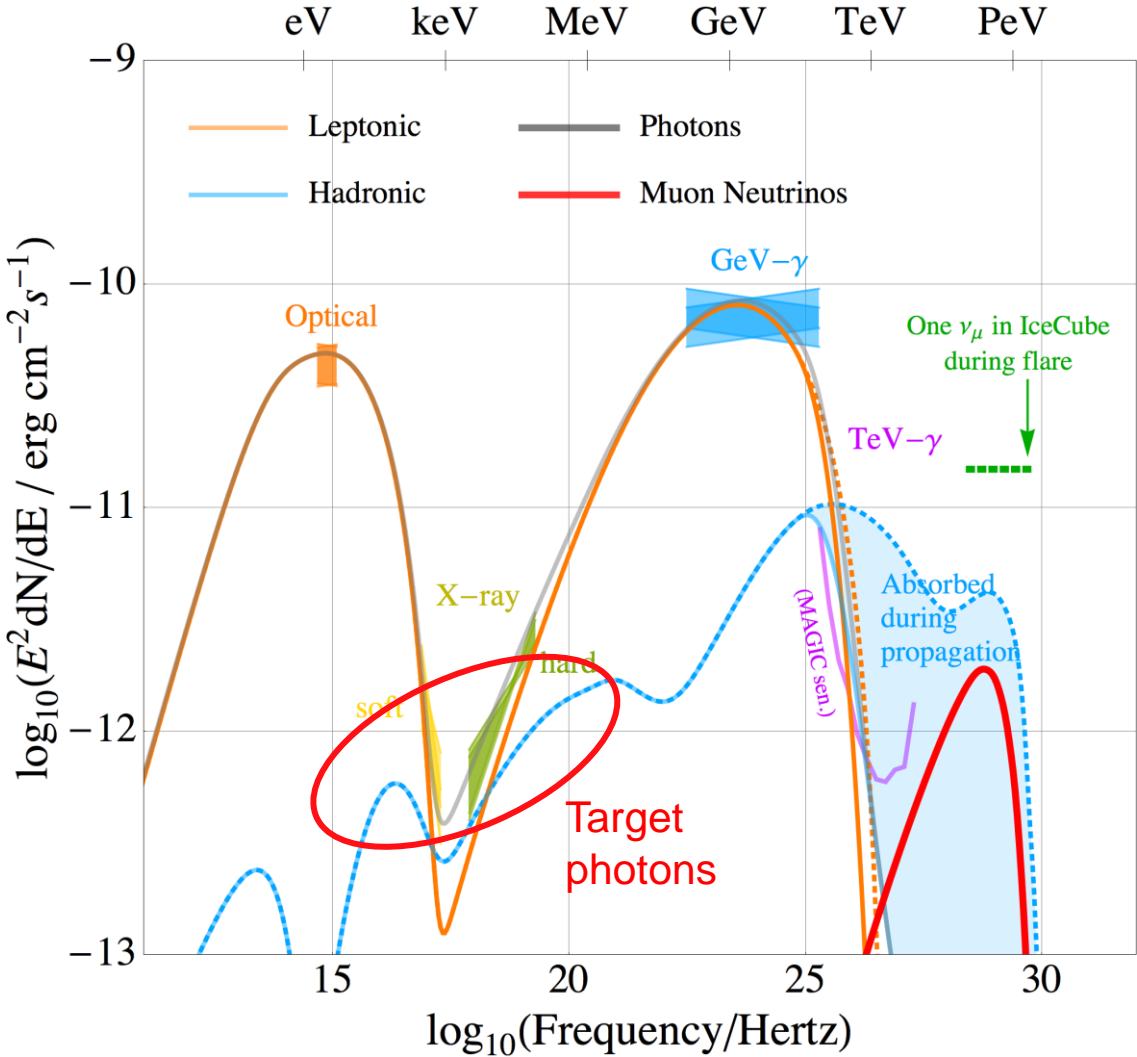 eV keV MeV GeV TeV PeV
−9
Leptonic
Photons
Hadronic
Muon Neutrinos
−10
GeV−γ
Optical
One νμ in IceCube
during flare
TeV−γ
−11
X−ray
Absorbed
during
propagation
(MAGIC sen.)
hard
soft
−12
Target
photons
−13
15 20 25 30
log₁₀(Frequency/Hertz)
log₁₀(E²dN/dE / erg cm⁻²s⁻¹)